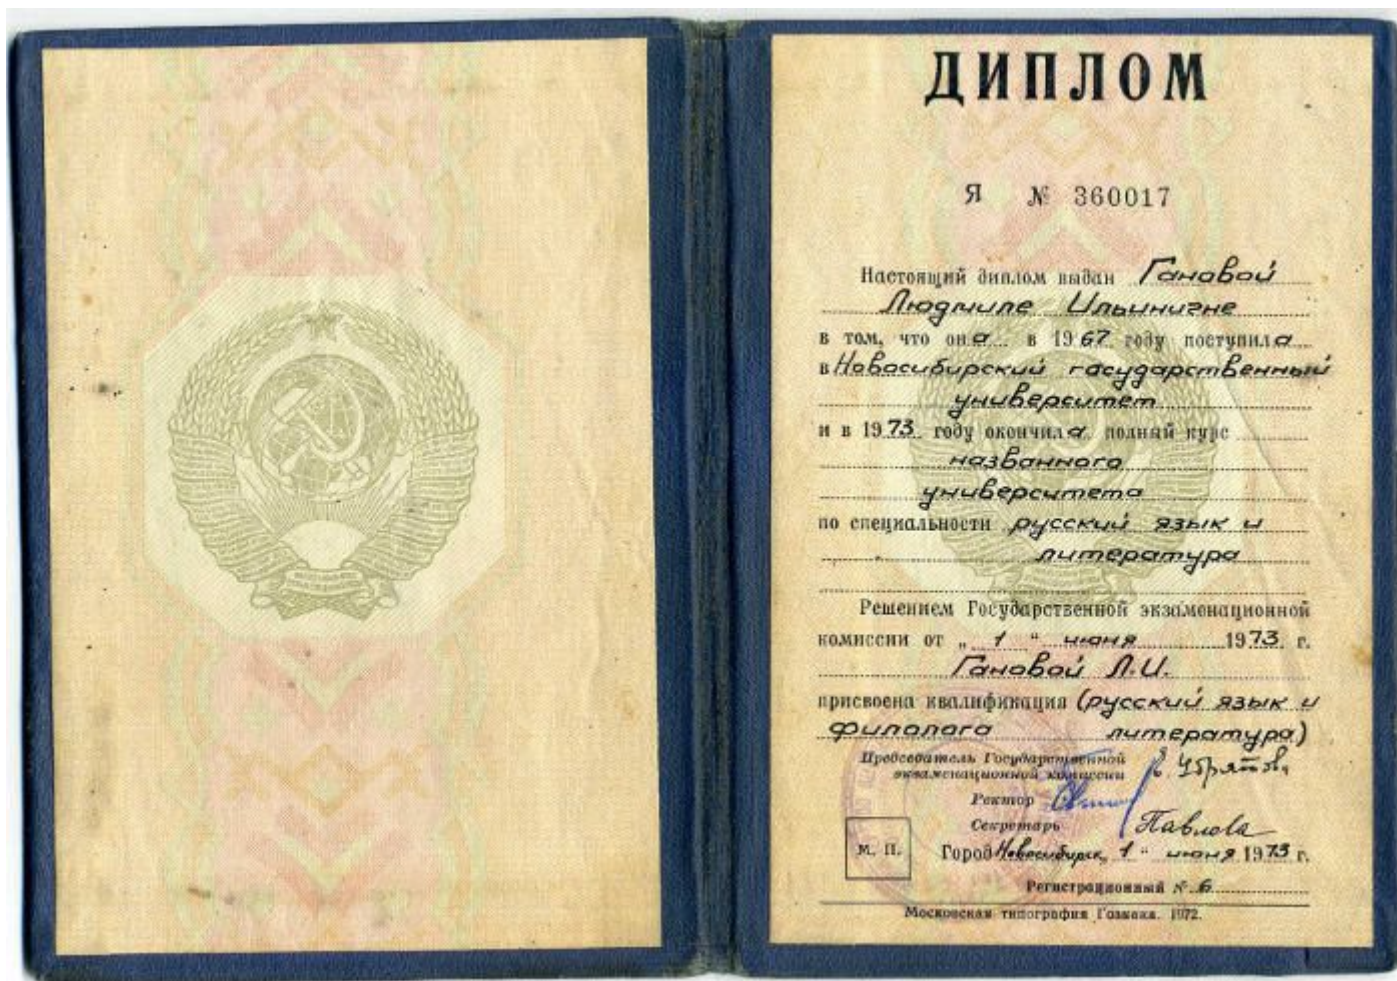 ДИПЛОМ
Я № 360017
Настоящий диплом выдан Гановой
Людмиле Ильиничне
в том, что она в 1967 году поступила
в Новосибирский государственный
университет
и в 1973 году окончила полный курс
названного
университета
по специальности русский язык и
литература
Решением Государственной экзаменационной
комиссии от „ 1 “ июня 1973 г.
Гановой Л.И.
присвоена квалификация (русский язык и
филолога литература)
Председатель Государственной
экзаменационной комиссии Е. Убрятова
Ректор
Секретарь Павлова
М. П.
Город Новосибирск, 1 “ июня 1973 г.
Регистрационный № 6
Московская типография Гознака. 1972.